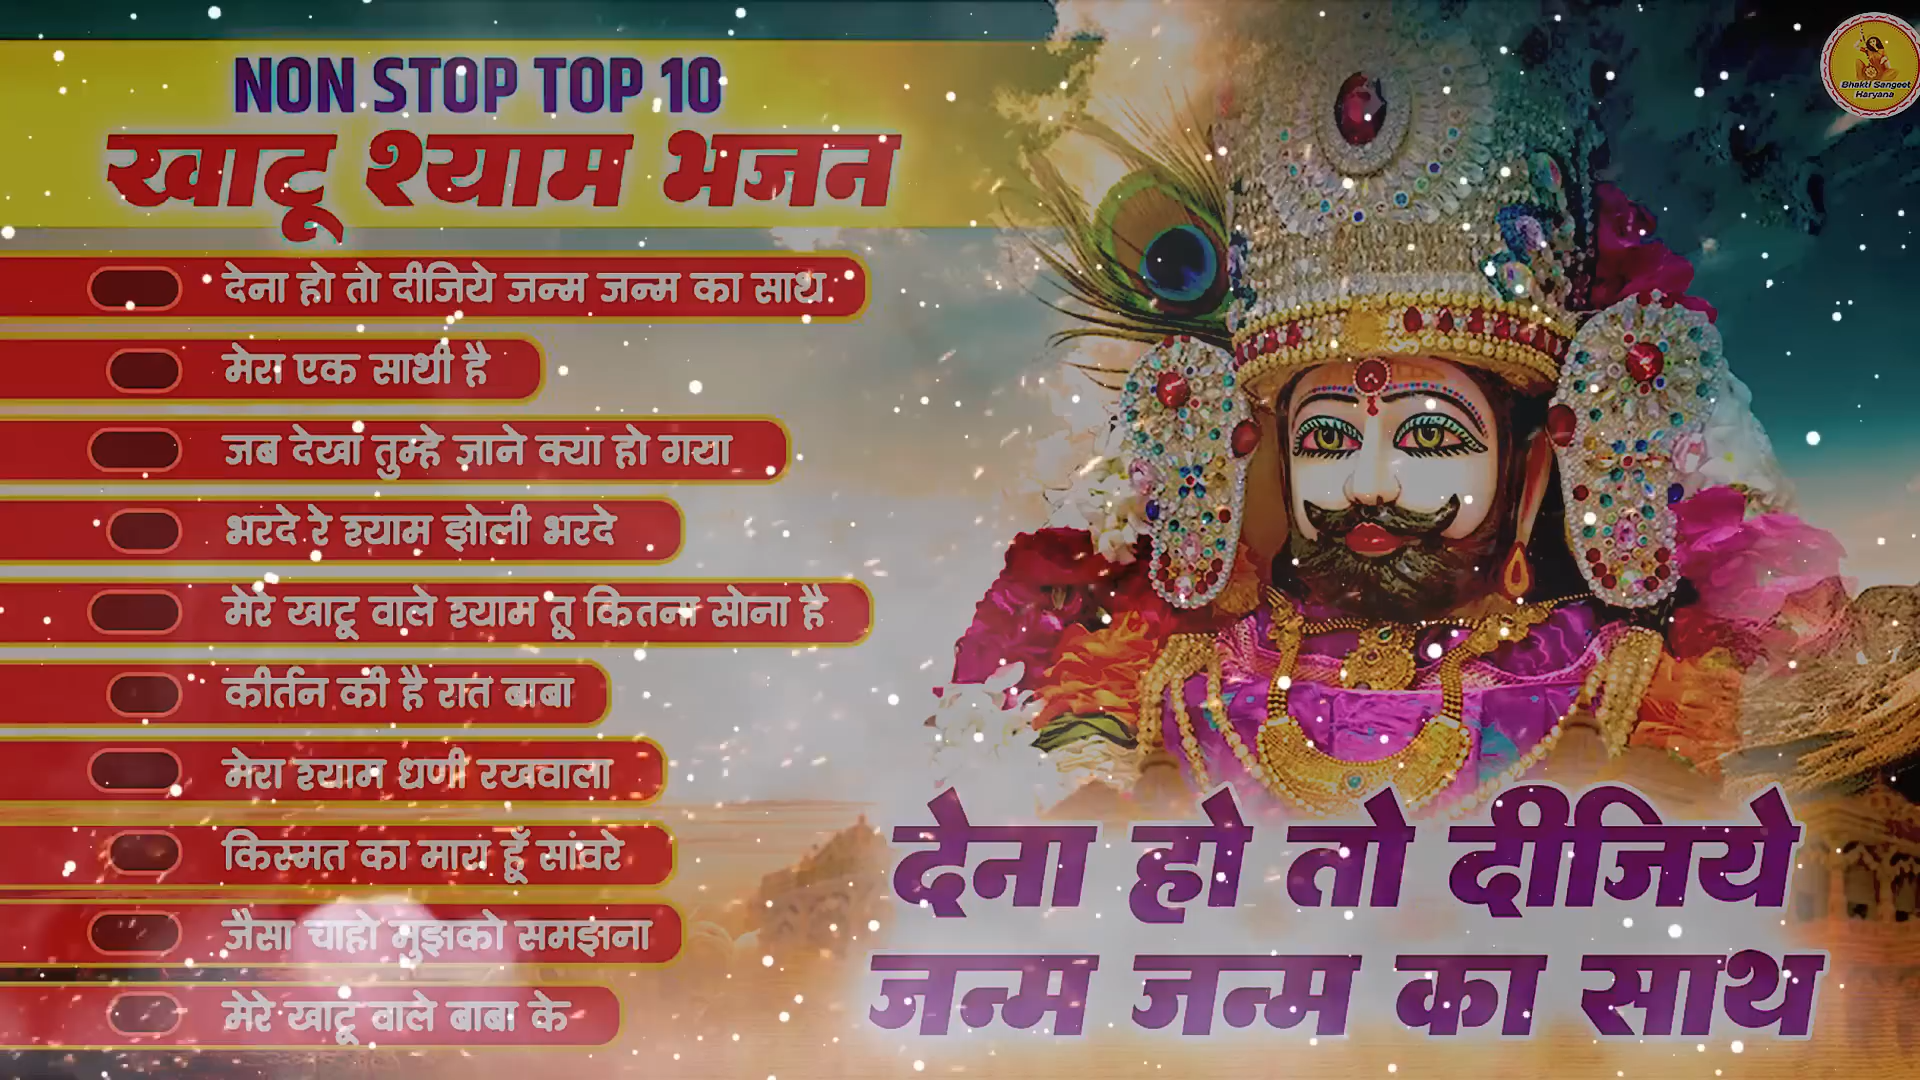 NON STOP TOP 10
खाटू श्याम भजन
देना हो तो दीजिये जन्म जन्म का साथ
मेरा एक साथी है
जब देखा तुम्हे जाने क्या हो गया
भरदे रे श्याम झोली भरदे
मेरे खाटू वाले श्याम तू कितना सोना है
कीर्तन की है रात बाबा
मेरा श्याम धणी रखवाला
किस्मत का मारा हूँ सांवरे
जैसा चाहो मुझको समझना
मेरे खाटू वाले बाबा के
Bhakti Sangeet
Haryana
देना हो तो दीजिये
जन्म जन्म का साथ